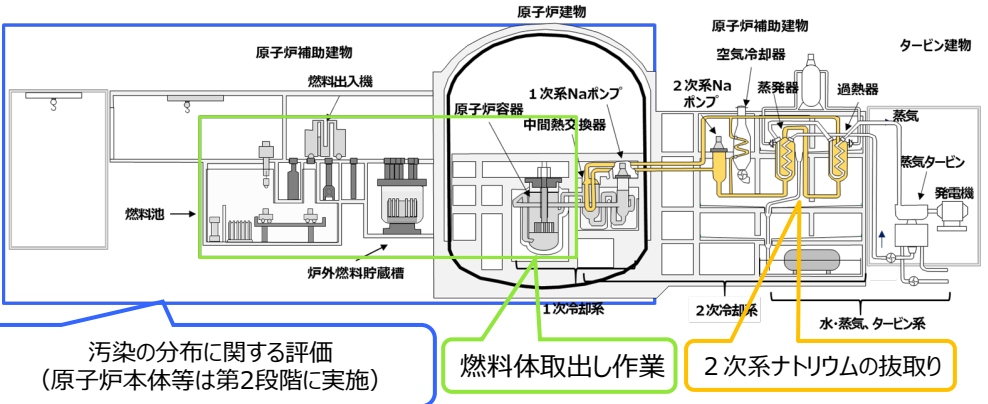 原子炉建物
原子炉補助建物
原子炉補助建物
タービン建物
空気冷却器
燃料出入機
１次系Naポンプ
２次系Na
ポンプ
蒸発器
過熱器
原子炉容器
中間熱交換器
蒸気
蒸気タービン
発電機
燃料池
炉外燃料貯蔵槽
１次冷却系
２次冷却系
水・蒸気、タービン系
汚染の分布に関する評価
（原子炉本体等は第2段階に実施）
燃料体取出し作業
２次系ナトリウムの抜取り